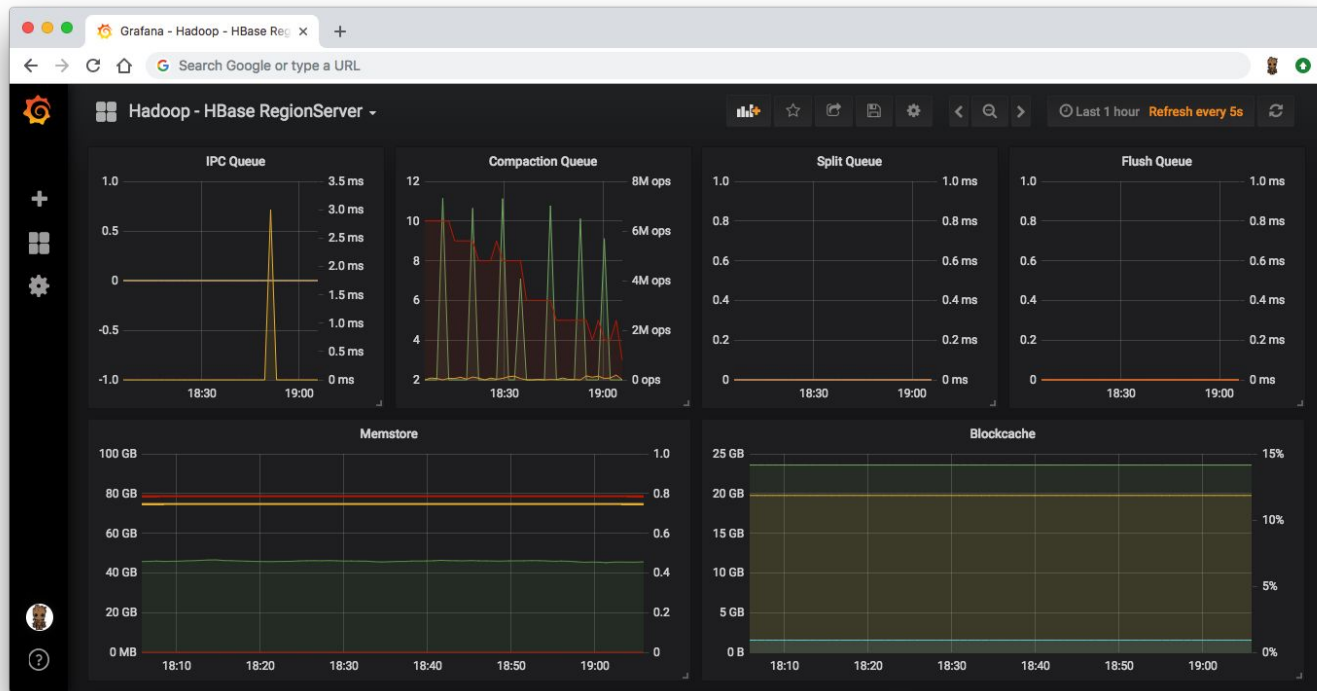 Grafana - Hadoop - HBase Reg
Search Google or type a URL
Hadoop - HBase RegionServer
Last 1 hour Refresh every 5s
IPC Queue
1.0
0.5
0
-0.5
-1.0
3.5 ms
3.0 ms
2.5 ms
2.0 ms
1.5 ms
1.0 ms
0.5 ms
0 ms
18:30 19:00
Compaction Queue
12
10
8
6
4
2
8M ops
6M ops
4M ops
2M ops
0 ops
18:30 19:00
Split Queue
1.0
0.8
0.6
0.4
0.2
0
1.0 ms
0.8 ms
0.6 ms
0.4 ms
0.2 ms
0 ms
18:30 19:00
Flush Queue
1.0
0.8
0.6
0.4
0.2
0
1.0 ms
0.8 ms
0.6 ms
0.4 ms
0.2 ms
0 ms
18:30 19:00
Memstore
100 GB
80 GB
60 GB
40 GB
20 GB
0 MB
1.0
0.8
0.6
0.4
0.2
0
18:10 18:20 18:30 18:40 18:50 19:00
Blockcache
25 GB
20 GB
15 GB
10 GB
5 GB
0 B
15%
10%
5%
0%
18:10 18:20 18:30 18:40 18:50 19:00